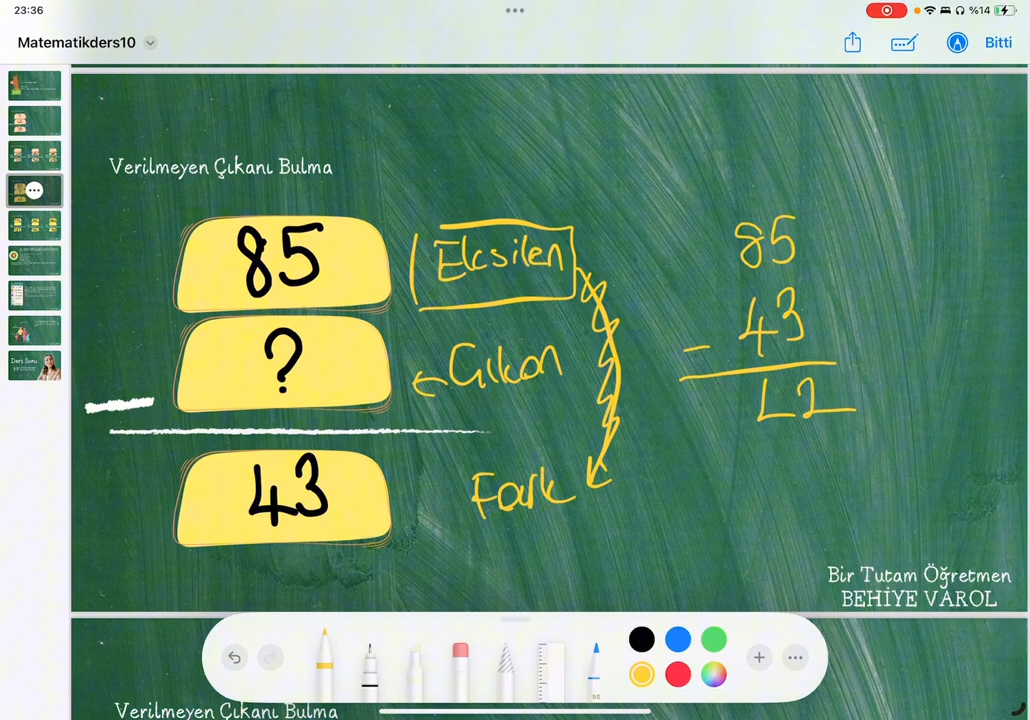 23:36
%14
Matematikders10
Bitti
Verilmeyen Çıkanı Bulma
85
Eksilen
?
Çıkan
43
Fark
85
- 43
42
Ders Sonu
Bir Tutam Öğretmen
BEHİYE VAROL
50
Verilmeyen Çıkanı Bulma